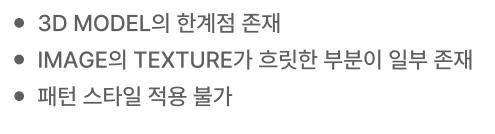 • 3D MODEL의 한계점 존재
• IMAGE의 TEXTURE가 흐릿한 부분이 일부 존재
• 패턴 스타일 적용 불가